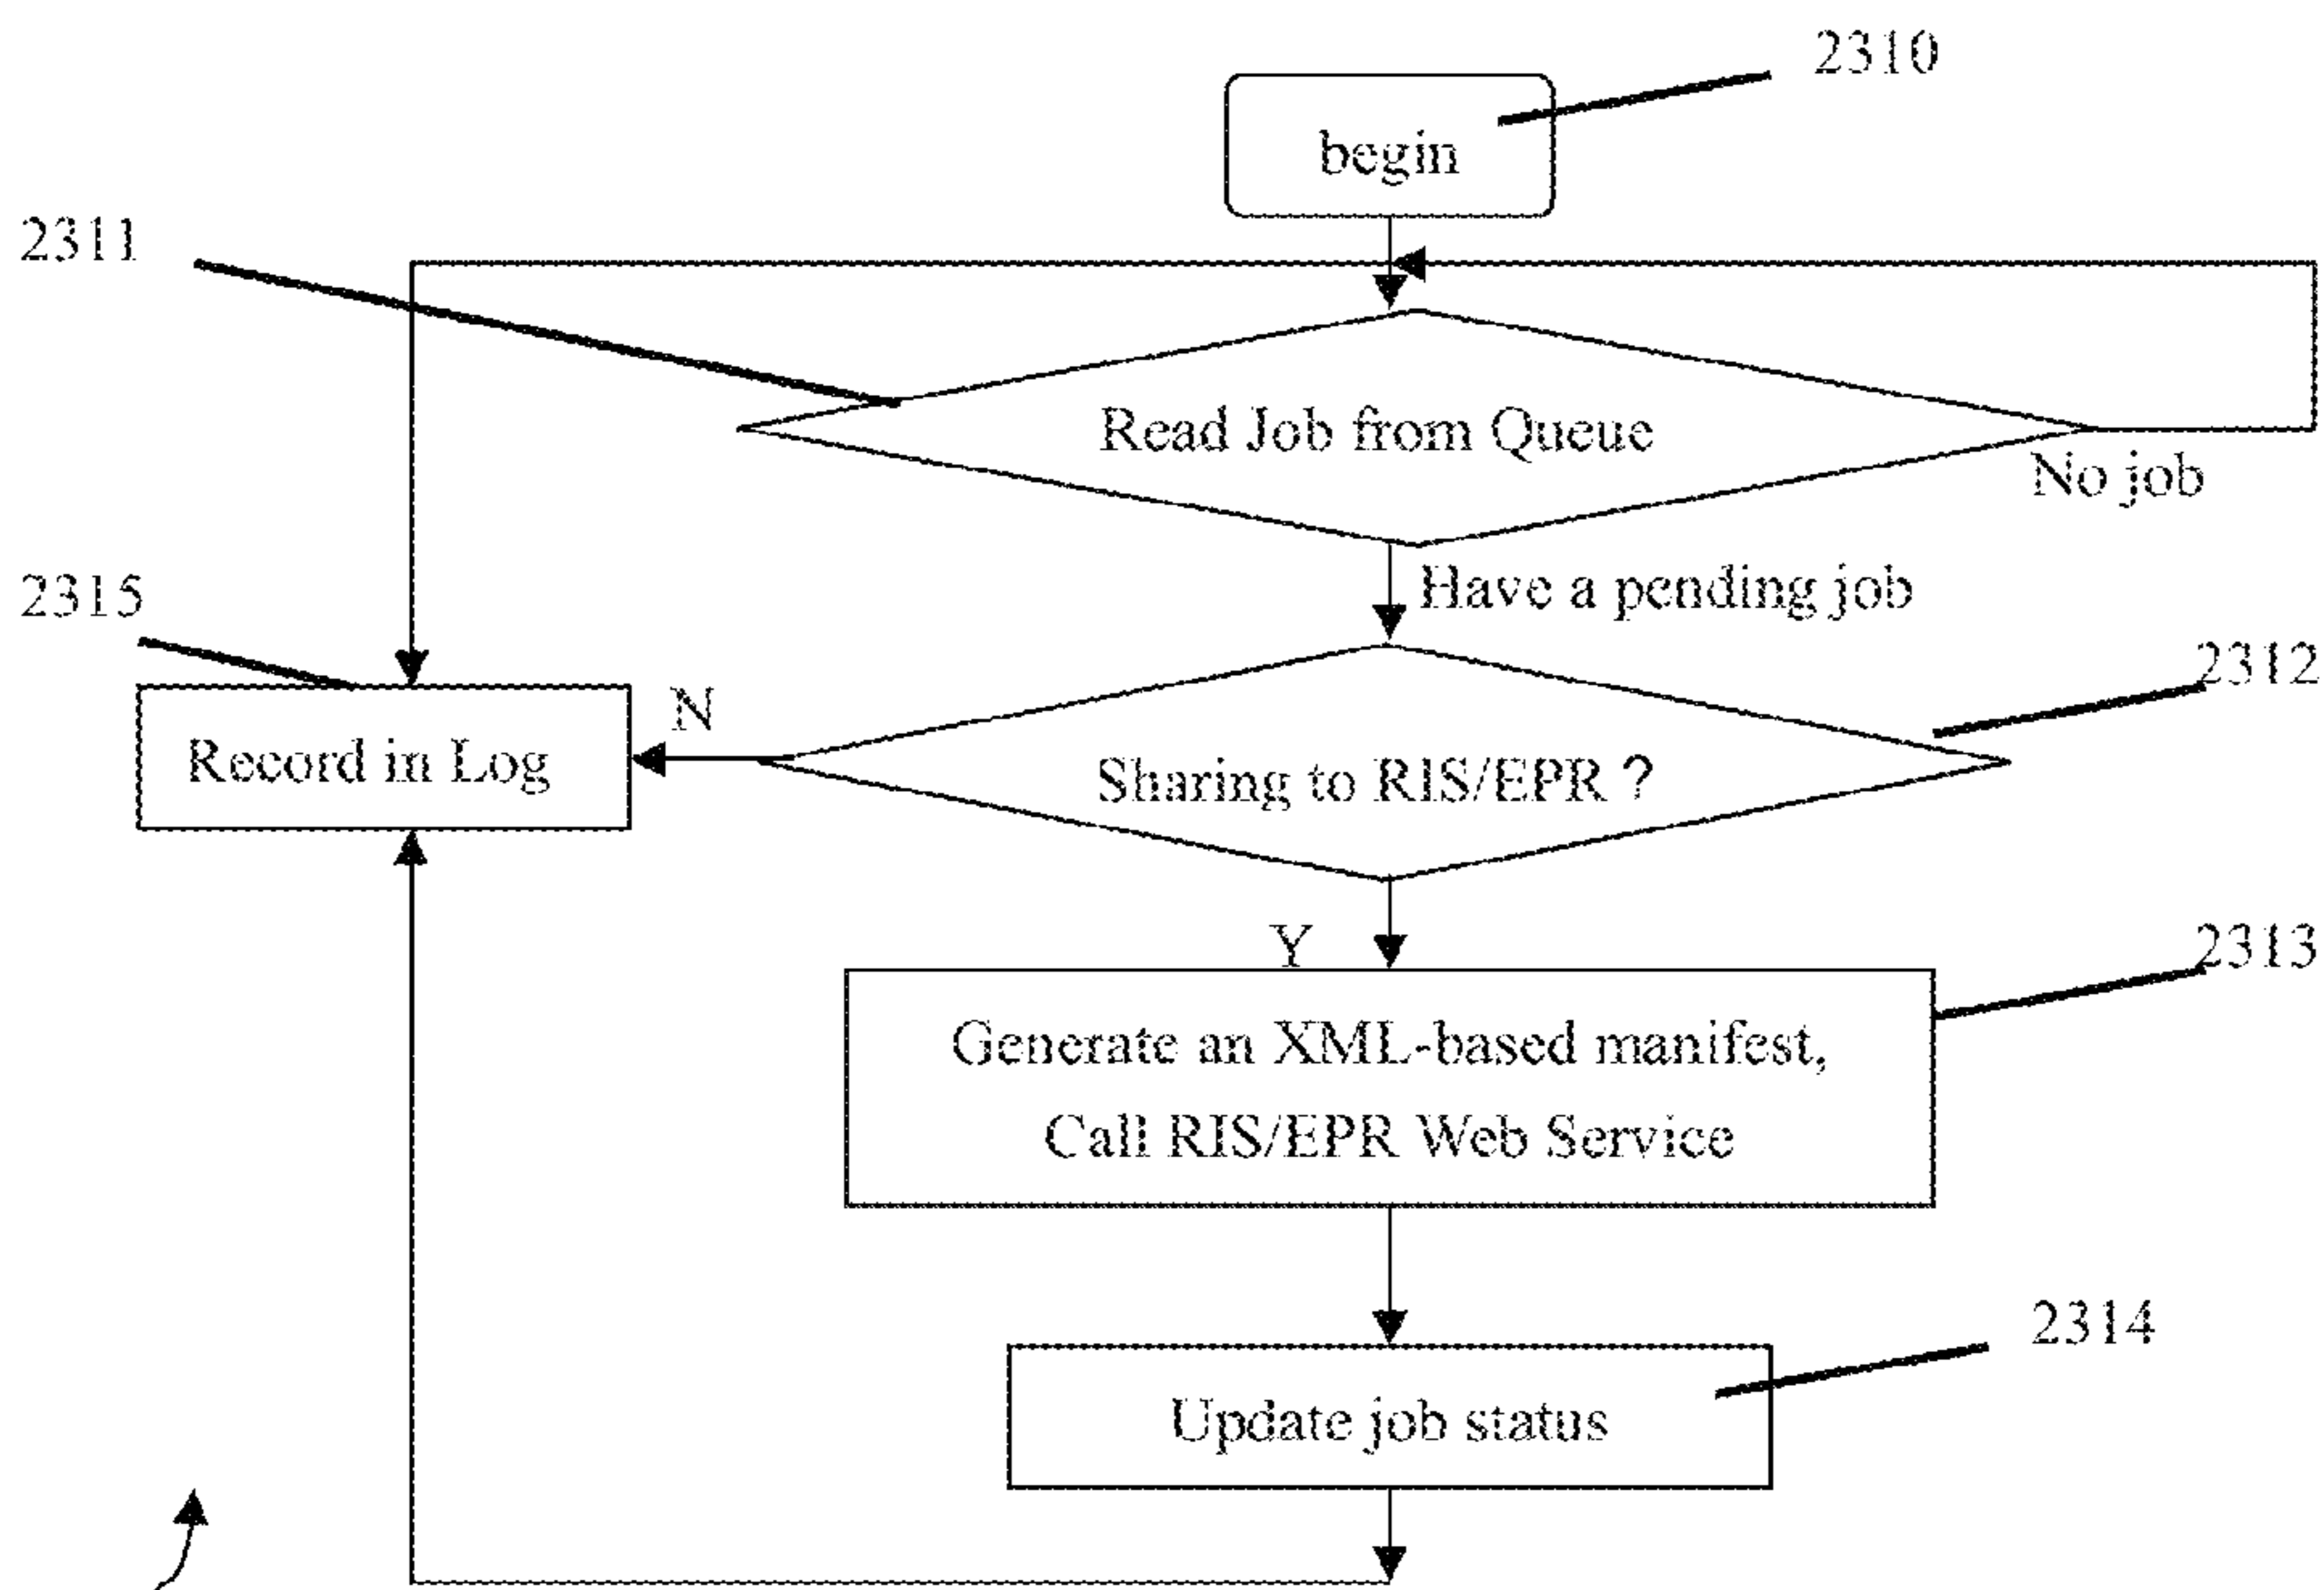 2310
begin
2311
Read Job from Queue
No job
Have a pending job
2315
2312
N
Record in Log
Sharing to RIS/EPR ?
Y
2313
Generate an XML-based manifest,
Call RIS/EPR Web Service
2314
Update job status